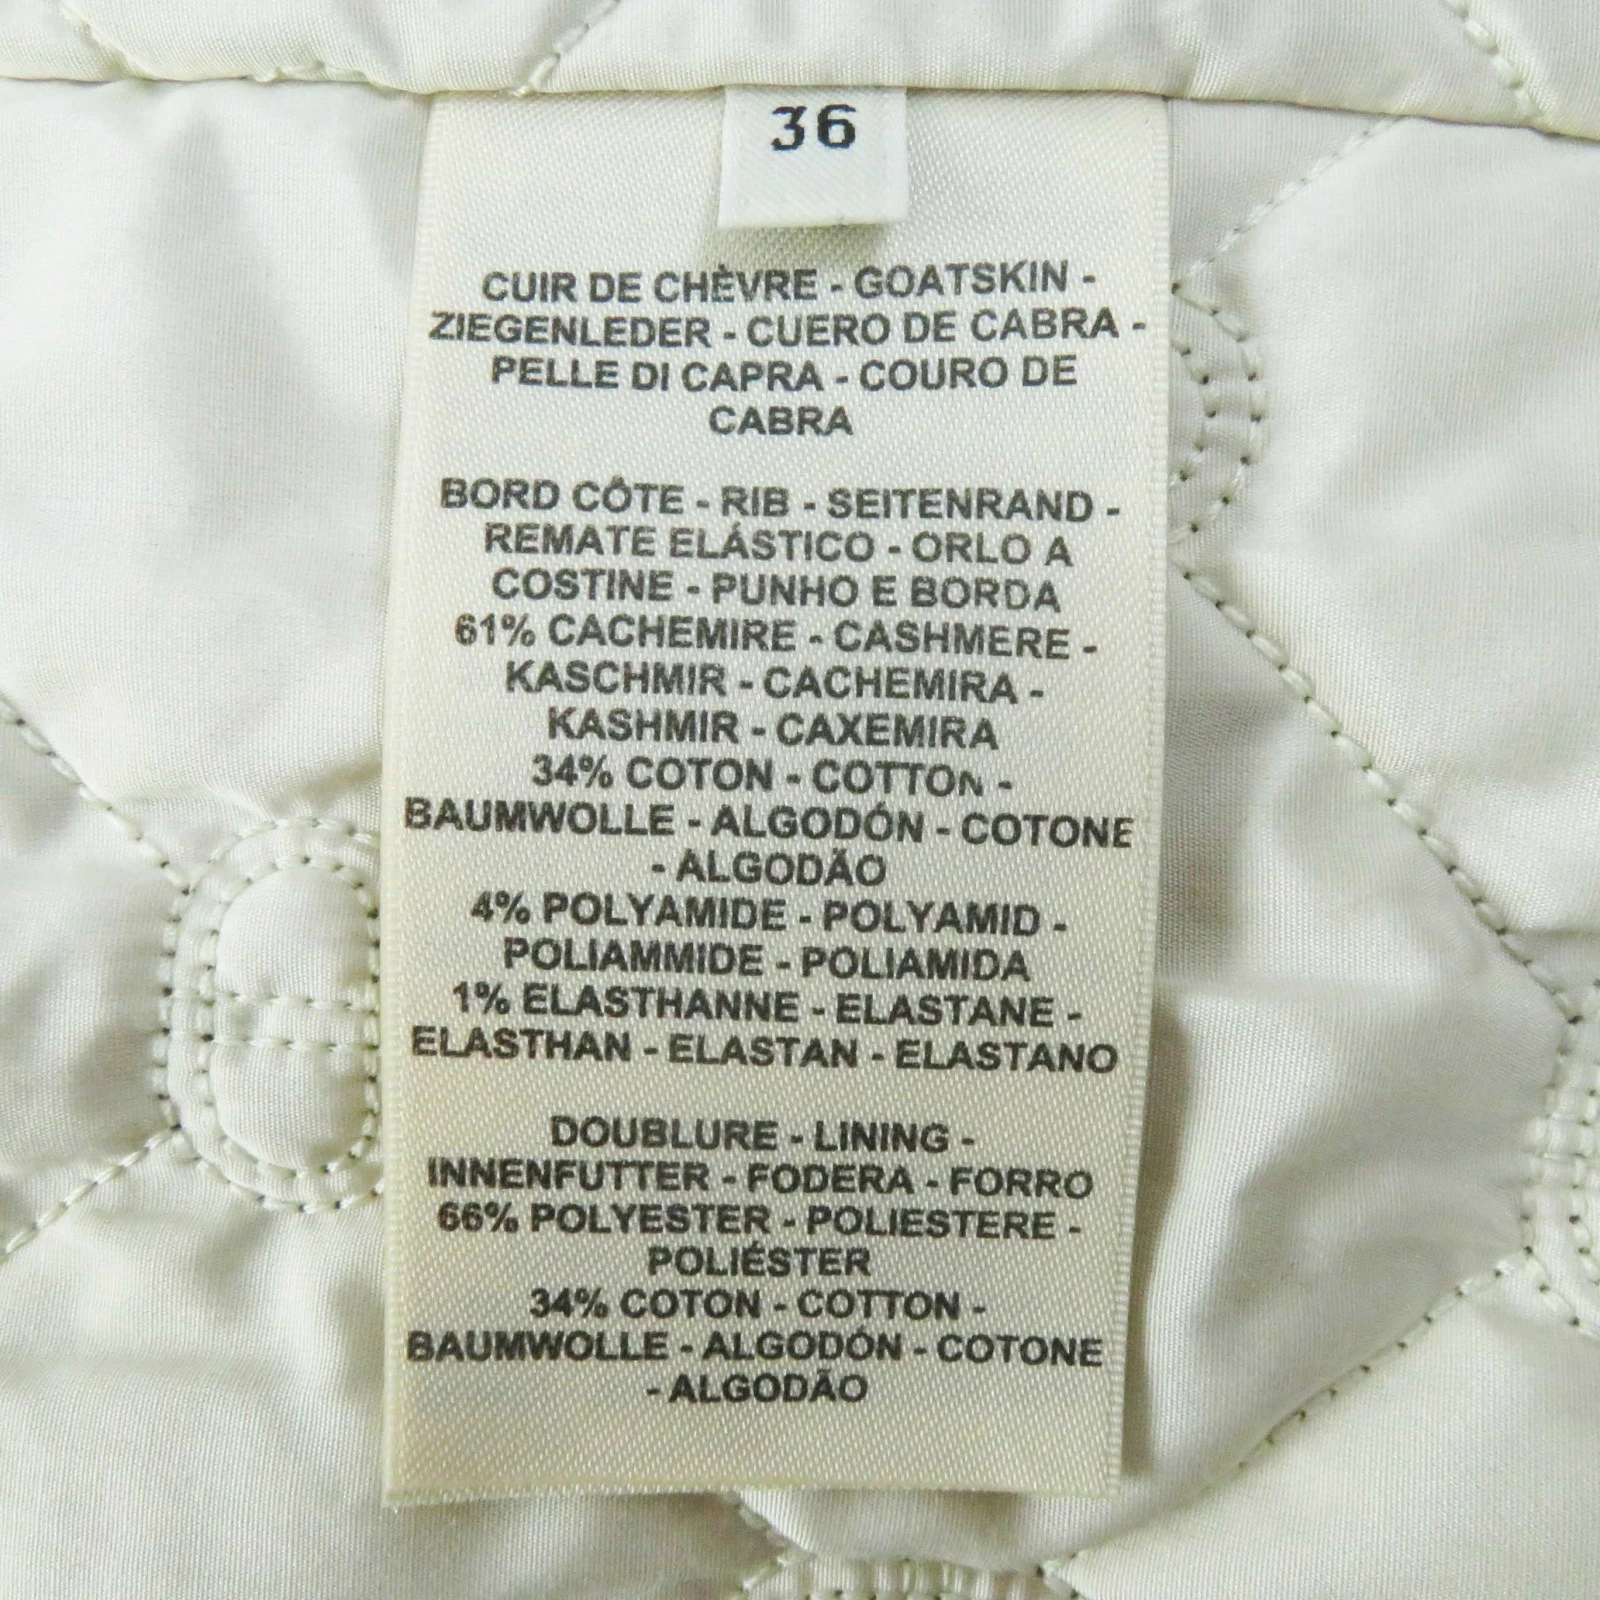 36
CUIR DE CHÈVRE - GOATSKIN -
ZIEGENLEDER - CUERO DE CABRA -
PELLE DI CAPRA - COURO DE
CABRA
BORD CÔTE - RIB - SEITENRAND -
REMATE ELÁSTICO - ORLO A
COSTINE - PUNHO E BORDA
61% CACHEMIRE - CASHMERE -
KASCHMIR - CACHEMIRA -
KASHMIR - CAXEMIRA
34% COTON - COTTON -
BAUMWOLLE - ALGODÓN - COTONE
- ALGODÃO
4% POLYAMIDE - POLYAMID -
POLIAMMIDE - POLIAMIDA
1% ELASTHANNE - ELASTANE -
ELASTHAN - ELASTAN - ELASTANO
DOUBLURE - LINING -
INNENFUTTER - FODERA - FORRO
66% POLYESTER - POLIESTERE -
POLIÉSTER
34% COTON - COTTON -
BAUMWOLLE - ALGODÓN - COTONE
- ALGODÃO